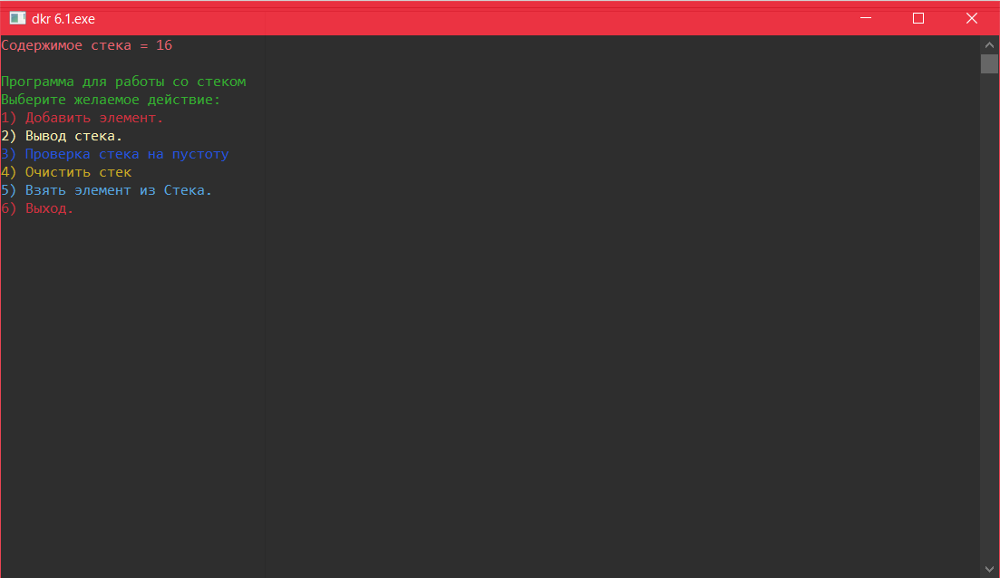 dkr 6.1.exe
Содержимое стека = 16
Программа для работы со стеком
Выберите желаемое действие:
1) Добавить элемент.
2) Вывод стека.
3) Проверка стека на пустоту
4) Очистить стек
5) Взять элемент из Стека.
6) Выход.